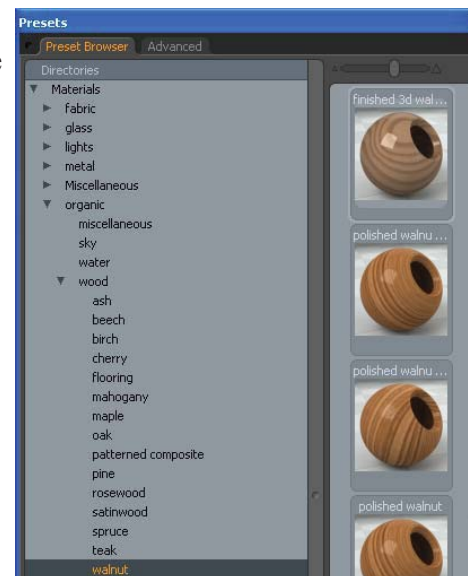 Presets
Preset Browser Advanced
Directories
Materials
fabric
glass
lights
metal
Miscellaneous
organic
miscellaneous
sky
water
wood
ash
beech
birch
cherry
flooring
mahogany
maple
oak
patterned composite
pine
rosewood
satinwood
spruce
teak
walnut
finished 3d wal...
polished walnu ...
polished walnu ...
polished walnut